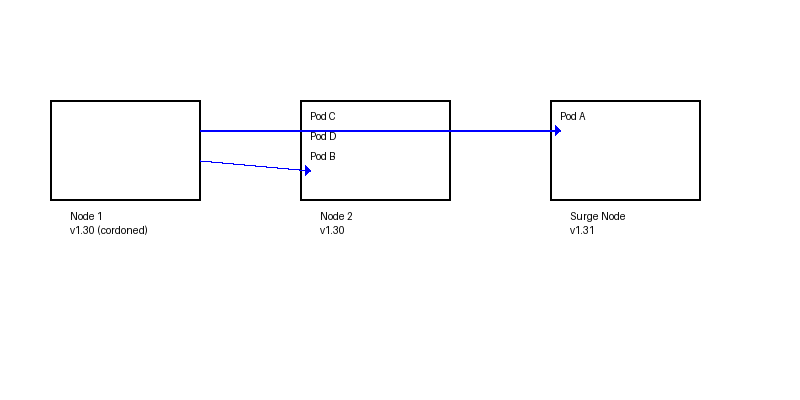 Pod C
Pod D
Pod B
Pod A
Node 1
v1.30 (cordoned)
Node 2
v1.30
Surge Node
v1.31